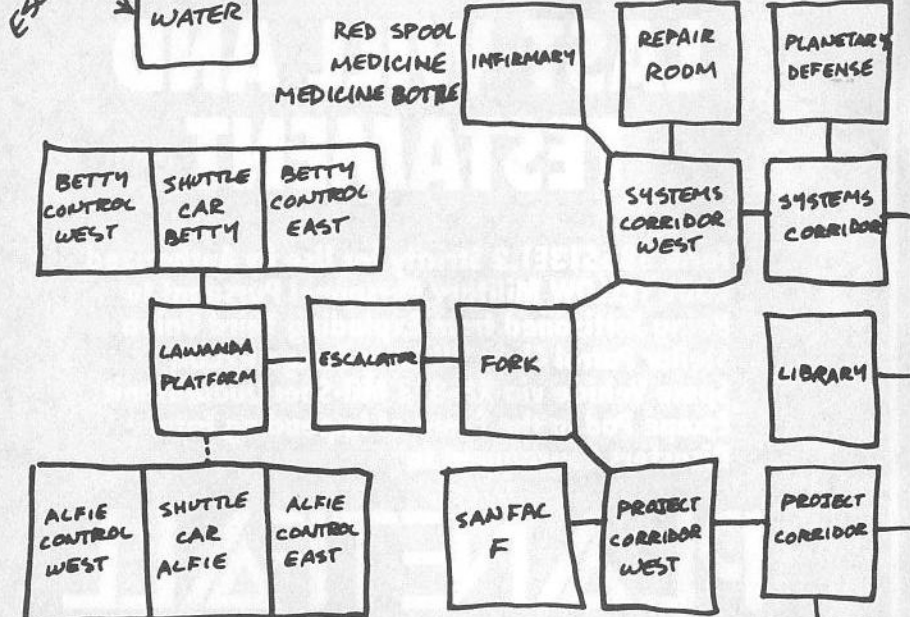 WATER
RED SPOOL
MEDICINE
MEDICINE BOTTLE
INFIRMARY
REPAIR
ROOM
PLANETARY
DEFENSE
BETTY
CONTROL
WEST
SHUTTLE
CAR
BETTY
BETTY
CONTROL
EAST
SYSTEMS
CORRIDOR
WEST
SYSTEMS
CORRIDOR
LAWANDA
PLATFORM
ESCALATOR
FORK
LIBRARY
ALFIE
CONTROL
WEST
SHUTTLE
CAR
ALFIE
ALFIE
CONTROL
EAST
SANFAC
F
PROJECT
CORRIDOR
WEST
PROJECT
CORRIDOR